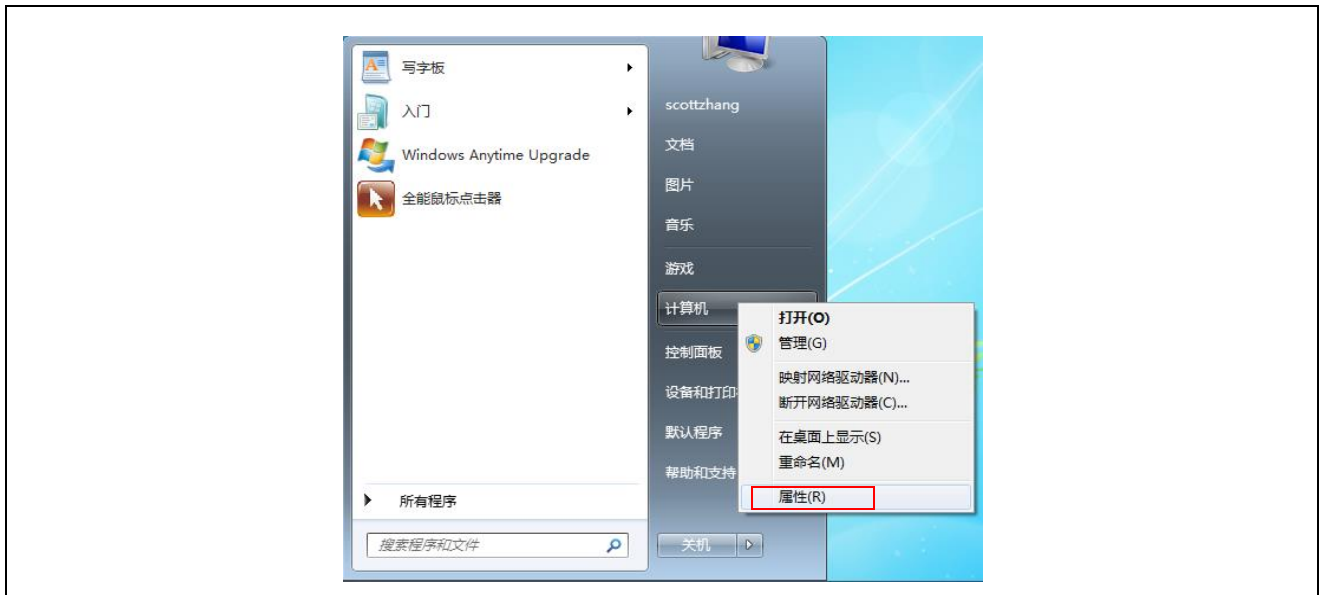 写字板
入门
Windows Anytime Upgrade
全能鼠标点击器
所有程序
搜索程序和文件
scottzhang
文档
图片
音乐
游戏
计算机
控制面板
设备和打印
默认程序
帮助和支持
关机
打开(O)
管理(G)
映射网络驱动器(N)...
断开网络驱动器(C)...
在桌面上显示(S)
重命名(M)
属性(R)